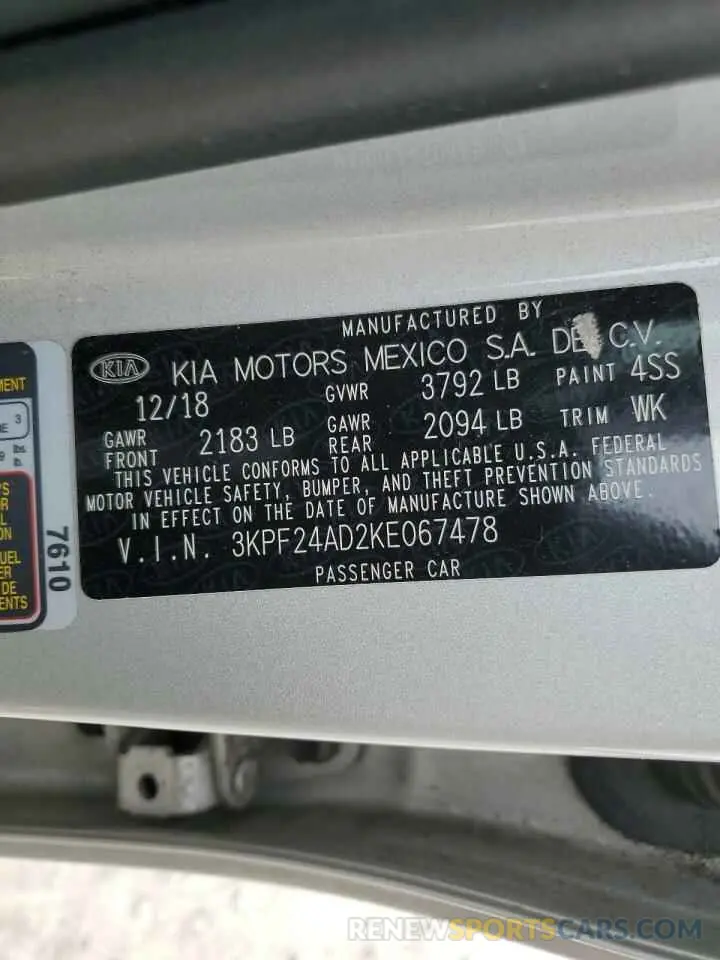 MANUFACTURED BY
KIA KIA MOTORS MEXICO S.A. DE C.V.
12/18 GVWR 3792 LB PAINT 4SS
GAWR FRONT 2183 LB GAWR REAR 2094 LB TRIM WK
THIS VEHICLE CONFORMS TO ALL APPLICABLE U.S.A. FEDERAL
MOTOR VEHICLE SAFETY, BUMPER, AND THEFT PREVENTION STANDARDS
IN EFFECT ON THE DATE OF MANUFACTURE SHOWN ABOVE.
V.I.N. 3KPF24AD2KE067478
PASSENGER CAR
7610
RENEWSPORTSCARS.COM